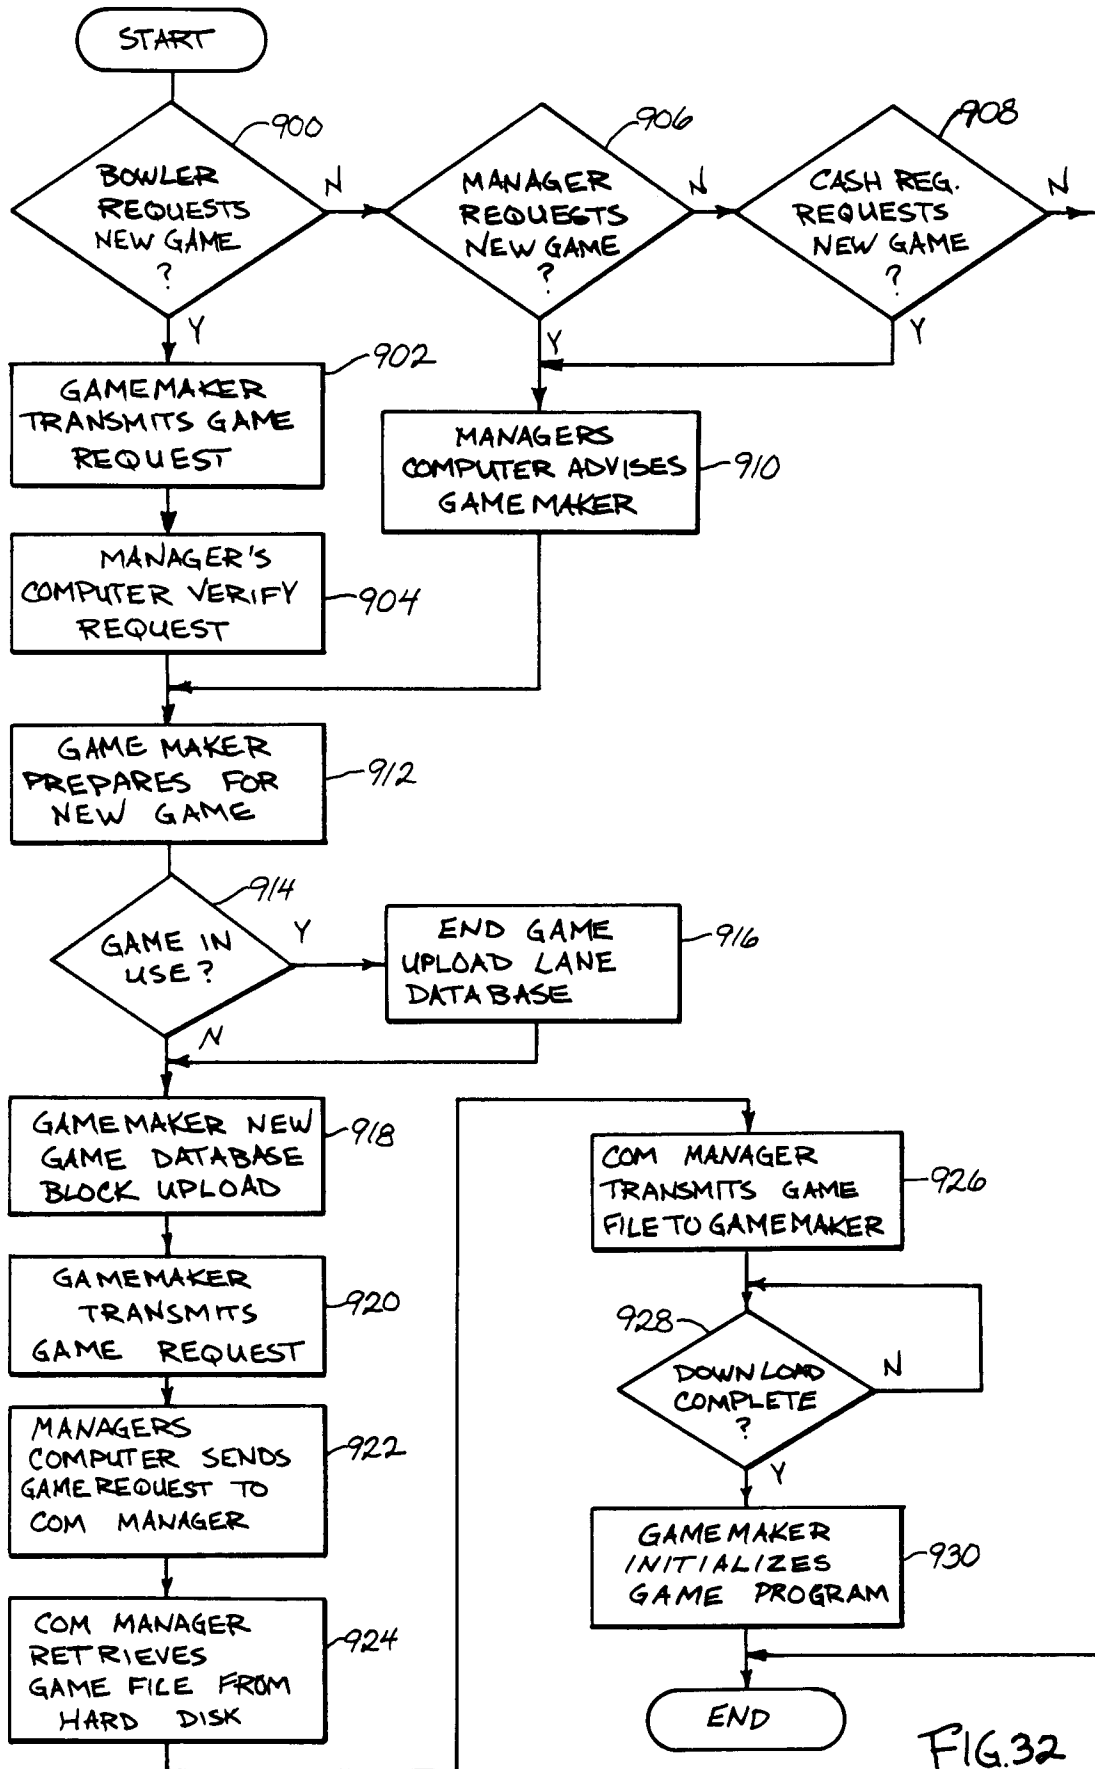 START
900
BOWLER
REQUESTS
NEW GAME
?
N
Y
906
MANAGER
REQUESTS
NEW GAME
?
N
Y
908
CASH REG.
REQUESTS
NEW GAME
?
N
Y
902
GAMEMAKER
TRANSMITS GAME
REQUEST
MANAGERS
COMPUTER ADVISES
GAMEMAKER
910
MANAGER'S
COMPUTER VERIFY
REQUEST
904
GAME MAKER
PREPARES FOR
NEW GAME
912
914
GAME IN
USE?
Y
N
END GAME
UPLOAD LANE
DATABASE
916
GAMEMAKER NEW
GAME DATABASE
BLOCK UPLOAD
918
GAMEMAKER
TRANSMITS
GAME REQUEST
920
MANAGERS
COMPUTER SENDS
GAME REQUEST TO
COM MANAGER
922
COM MANAGER
RETRIEVES
GAME FILE FROM
HARD DISK
924
COM MANAGER
TRANSMITS GAME
FILE TO GAMEMAKER
926
928
DOWNLOAD
COMPLETE
?
N
Y
GAMEMAKER
INITIALIZES
GAME PROGRAM
930
END
FIG.32